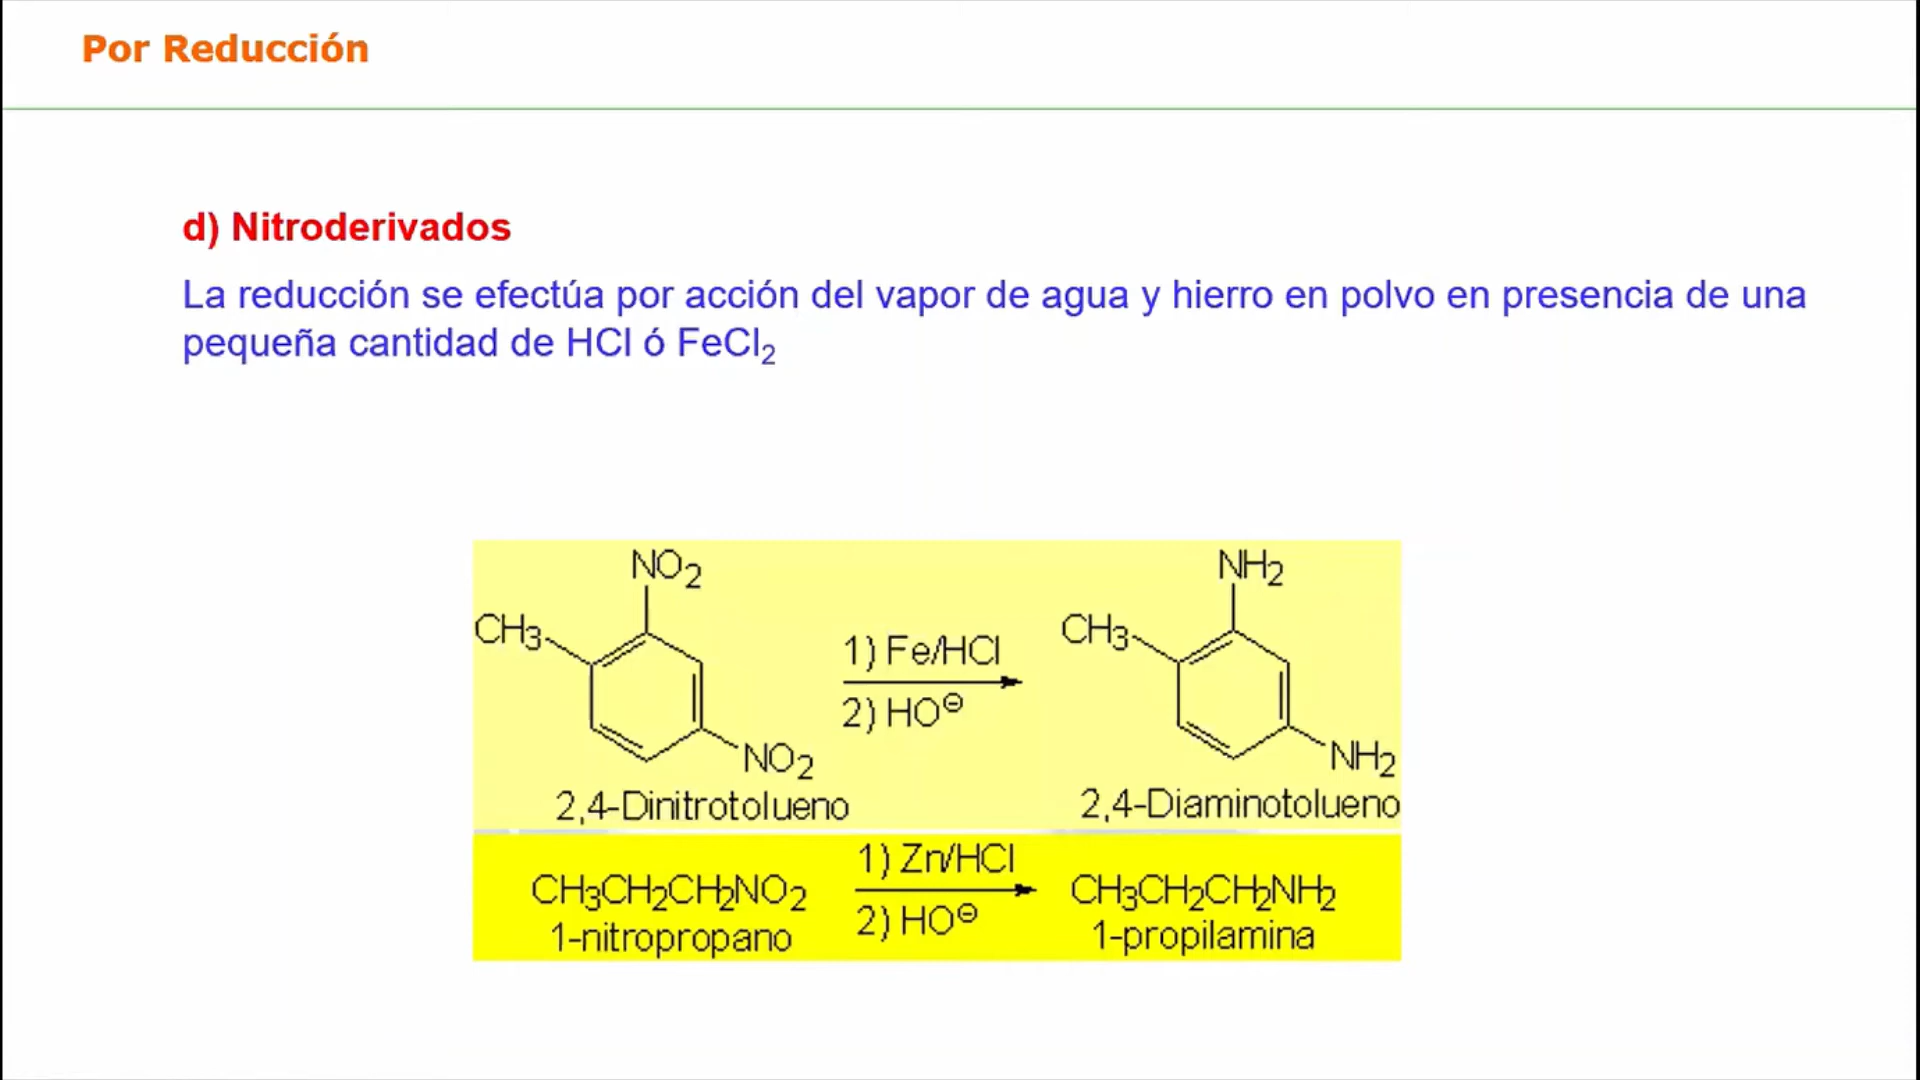 Por Reducción
d) Nitroderivados
La reducción se efectúa por acción del vapor de agua y hierro en polvo en presencia de una
pequeña cantidad de HCl ó FeCl₂
NO₂
CH₃
NO₂
2,4-Dinitrotolueno
1) Fe/HCl
2) HO⊖
NH₂
CH₃
NH₂
2,4-Diaminotolueno
CH₃CH₂CH₂NO₂
1-nitropropano
1) Zn/HCl
2) HO⊖
CH₃CH₂CH₂NH₂
1-propilamina